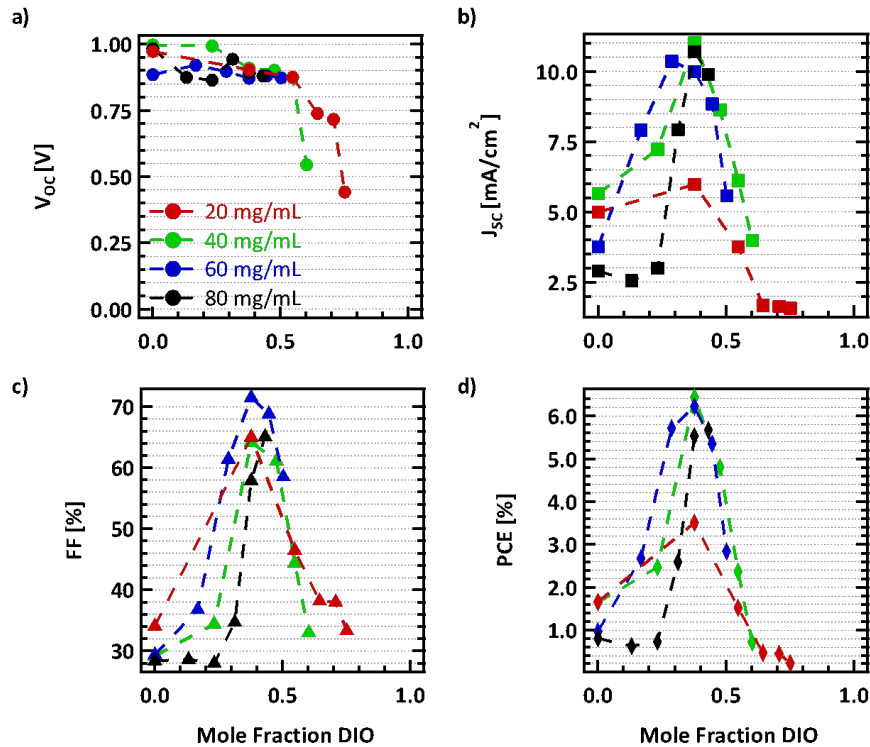 a)
1.00
0.75
0.50
0.25
0.00
V_OC [V]
20 mg/mL
40 mg/mL
60 mg/mL
80 mg/mL
0.0 0.5 1.0
b)
10.0
7.5
5.0
2.5
J_SC [mA/cm^2]
0.0 0.5 1.0
c)
70
60
50
40
30
FF [%]
0.0 0.5 1.0
Mole Fraction DIO
d)
6.0
5.0
4.0
3.0
2.0
1.0
PCE [%]
0.0 0.5 1.0
Mole Fraction DIO